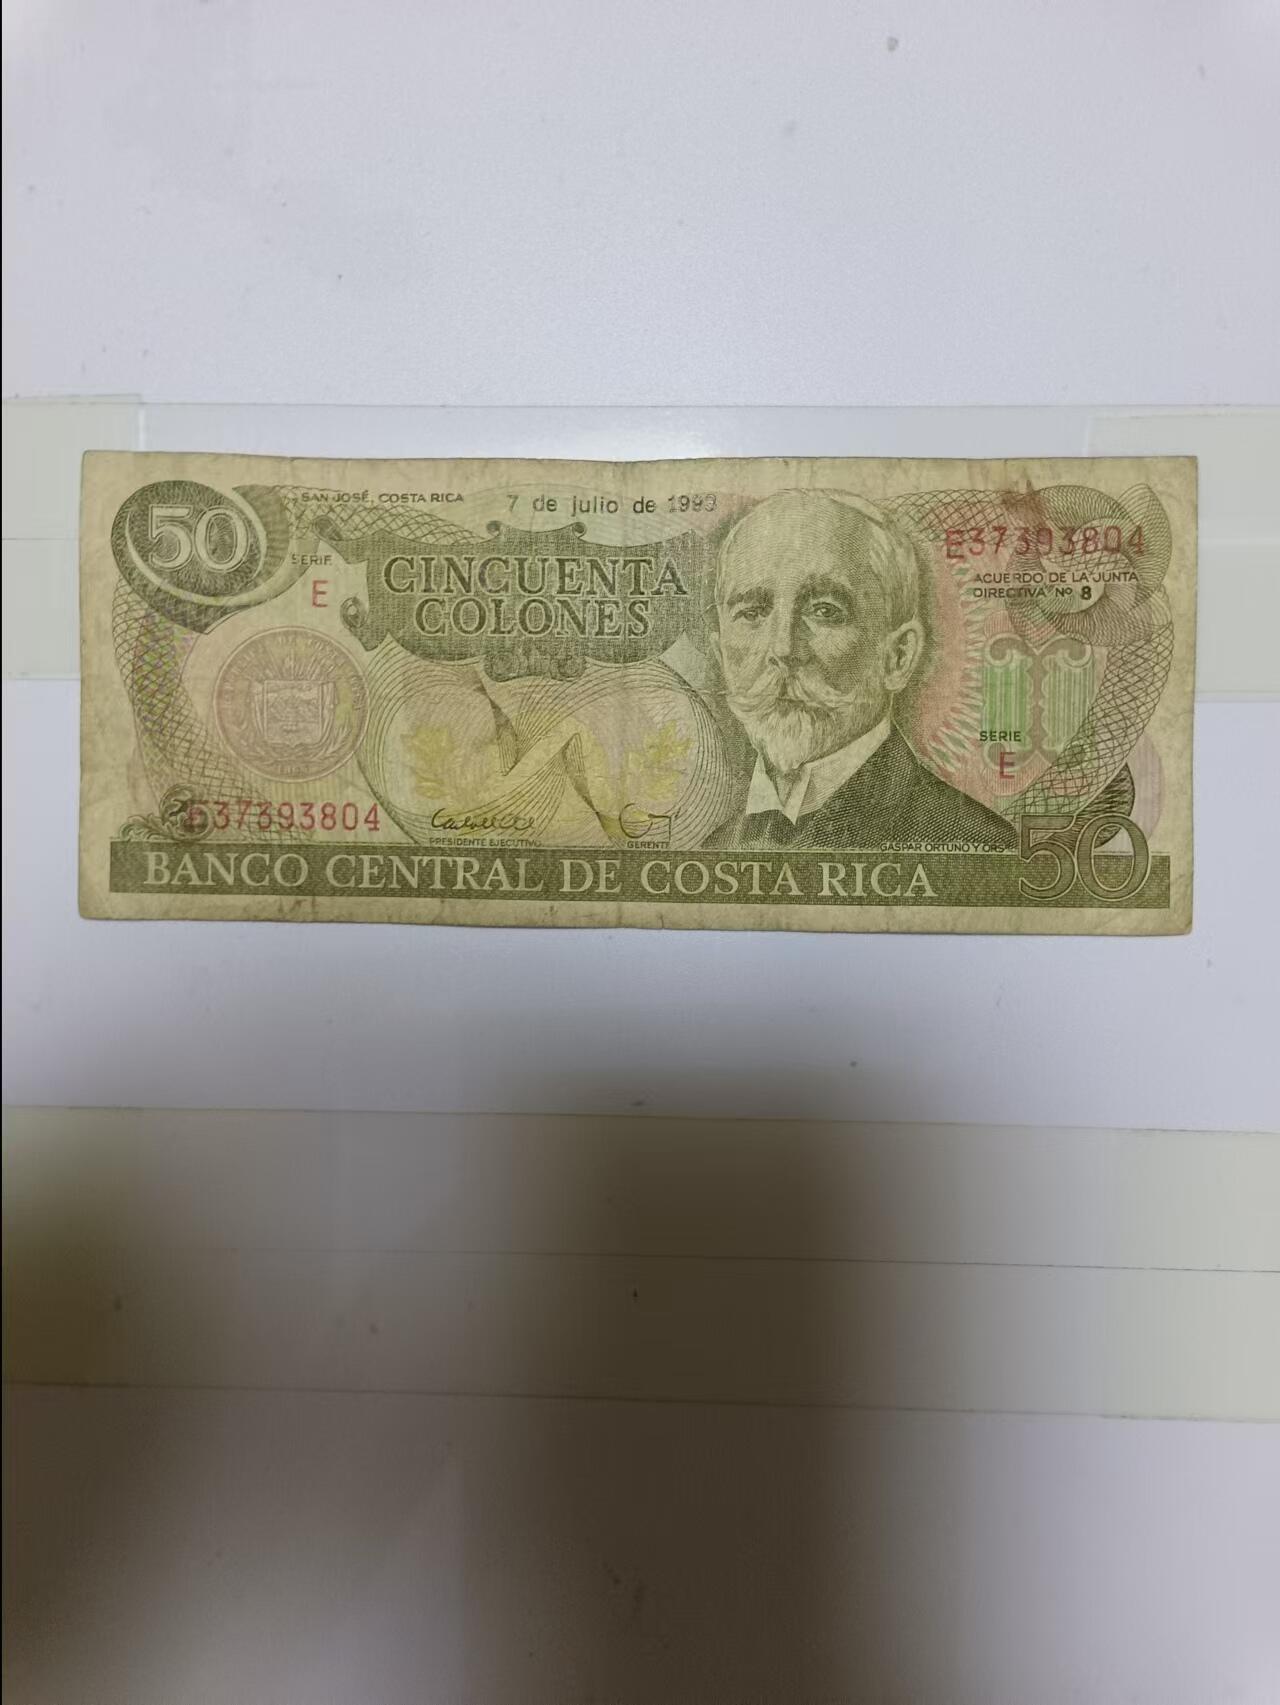 50
SAN JOSÉ, COSTA RICA
7 de julio de 1993
SERIE
E
CINCUENTA
COLONES
E37393804
ACUERDO DE LA JUNTA
DIRECTIVA Nº 8
SERIE
E
E37393804
PRESIDENTE EJECUTIVO
GERENTE
GASPAR ORTUÑO Y ORS
BANCO CENTRAL DE COSTA RICA
50